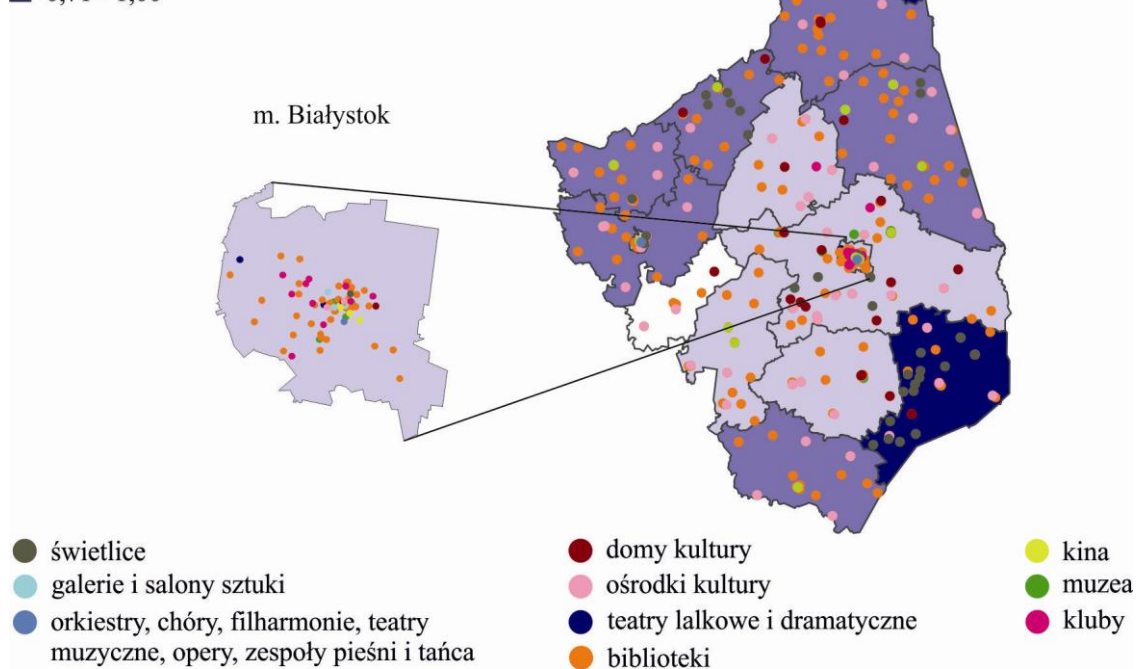 m. Białystok
świetlice
galerie i salony sztuki
orkiestry, chóry, filharmonie, teatry
muzyczne, opery, zespoły pieśni i tańca
domy kultury
ośrodki kultury
teatry lalkowe i dramatyczne
biblioteki
kina
muzea
kluby